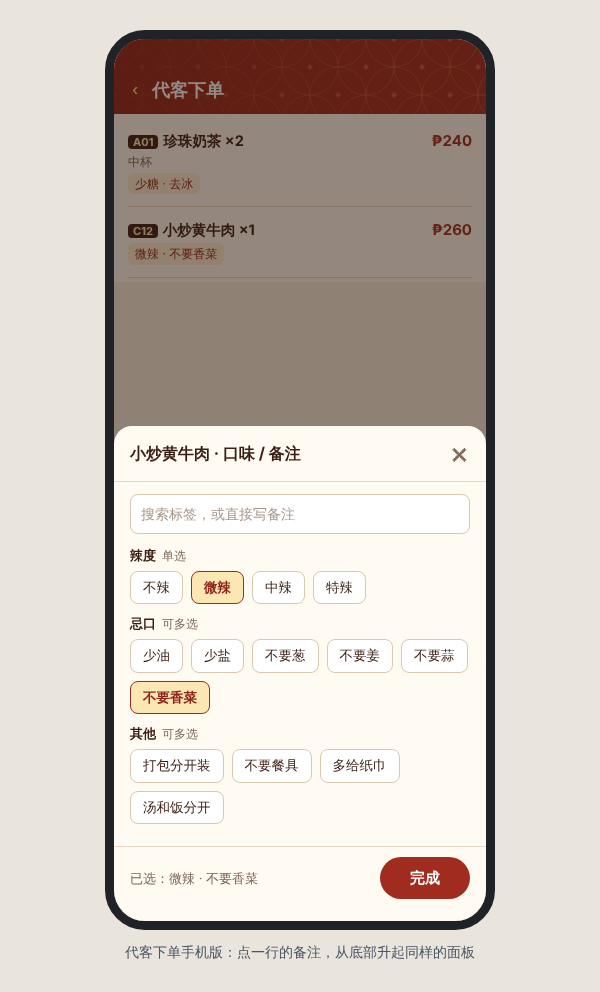 ‹ 代客下单
A01 珍珠奶茶 ×2 ₱240
中杯
少糖 · 去冰
C12 小炒黄牛肉 ×1 ₱260
微辣 · 不要香菜
小炒黄牛肉 · 口味 / 备注 ✕
搜索标签，或直接写备注
辣度 单选
不辣 微辣 中辣 特辣
忌口 可多选
少油 少盐 不要葱 不要姜 不要蒜
不要香菜
其他 可多选
打包分开装 不要餐具 多给纸巾
汤和饭分开
已选：微辣 · 不要香菜 完成
代客下单手机版：点一行的备注，从底部升起同样的面板